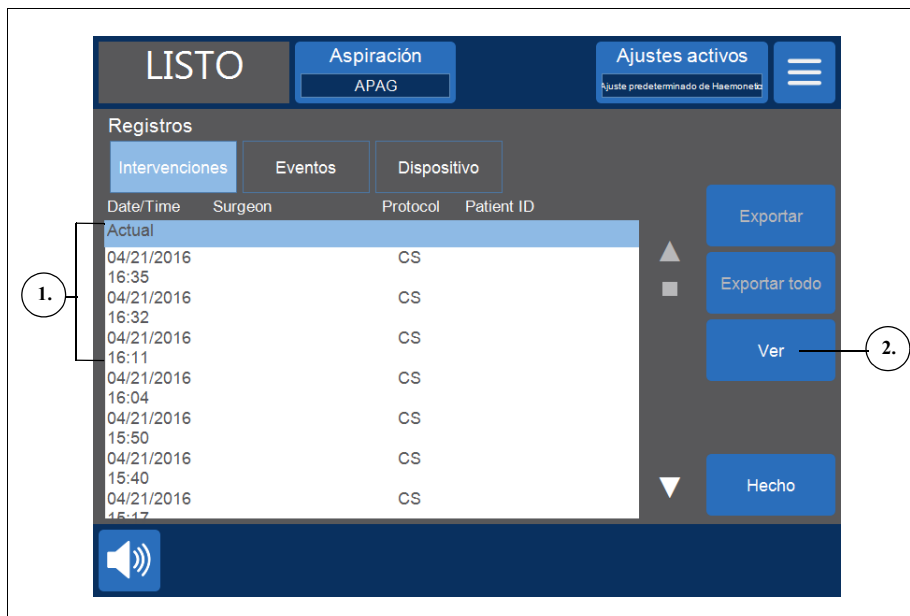 LISTO
Aspiración
APAG
Ajustes activos
Ajuste predeterminado de Haemonetic
Registros
Intervenciones Eventos Dispositivo
Date/Time Surgeon Protocol Patient ID
Actual
04/21/2016 CS
16:35
04/21/2016 CS
16:32
04/21/2016 CS
16:11
04/21/2016 CS
16:04
04/21/2016 CS
15:50
04/21/2016 CS
15:40
04/21/2016 CS
15:17
Exportar
Exportar todo
Ver
Hecho
1.
2.